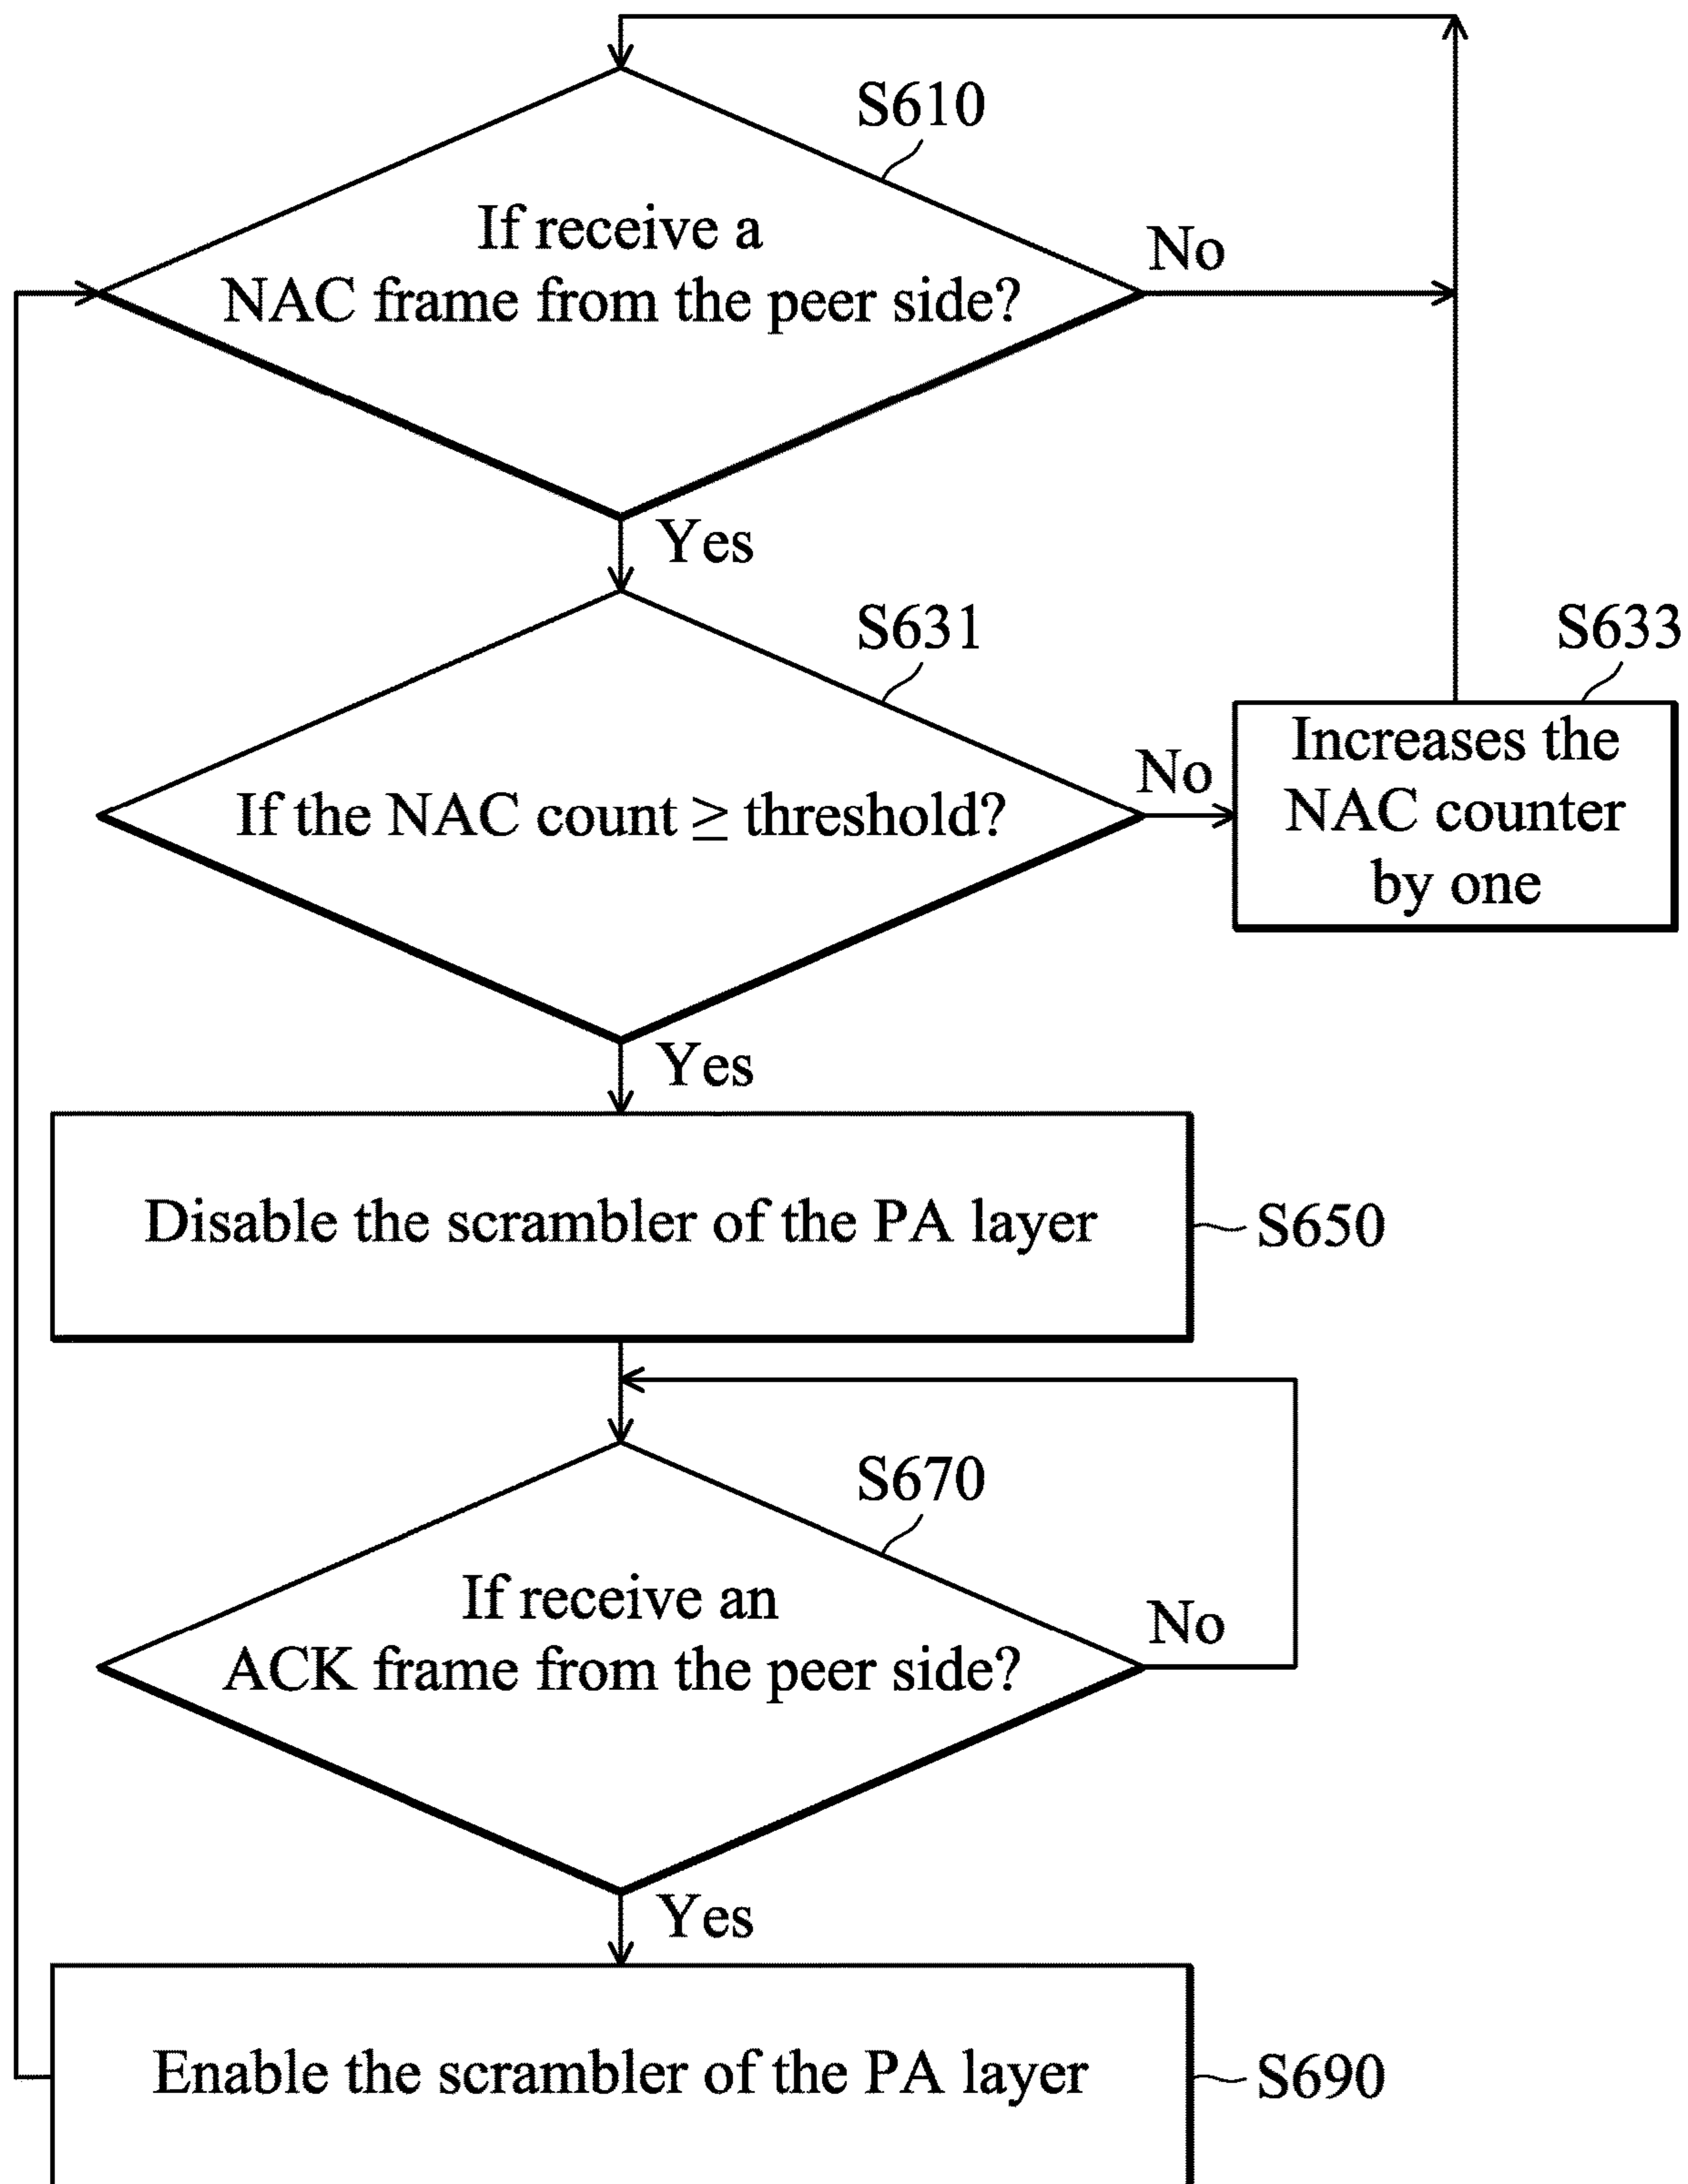 S610
If receive a
NAC frame from the peer side?
No
Yes
S631
If the NAC count ≥ threshold?
No
S633
Increases the
NAC counter
by one
Yes
Disable the scrambler of the PA layer
S650
S670
If receive an
ACK frame from the peer side?
No
Yes
Enable the scrambler of the PA layer
S690